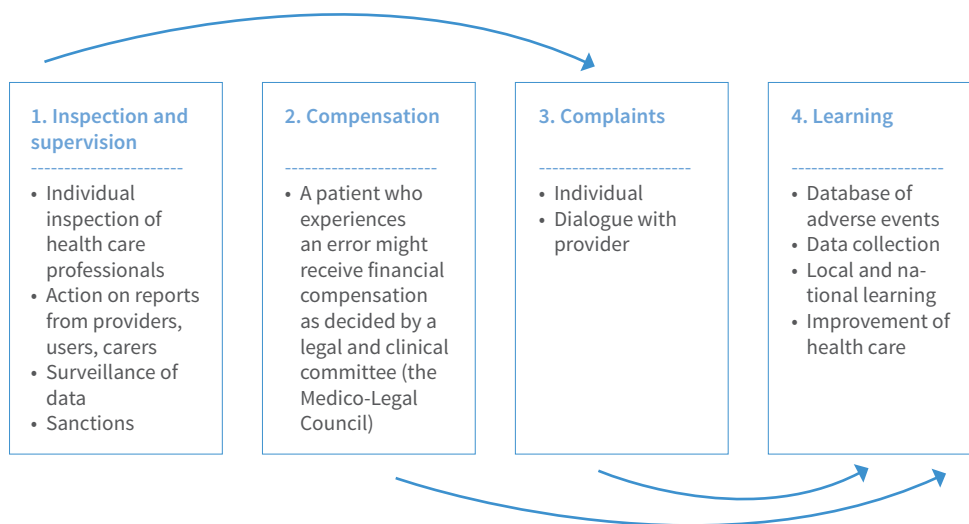 1. Inspection and
supervision
• Individual
inspection of
health care
professionals
• Action on reports
from providers,
users, carers
• Surveillance of
data
• Sanctions
2. Compensation
• A patient who
experiences
an error might
receive financial
compensation
as decided by a
legal and clinical
committee (the
Medico-Legal
Council)
3. Complaints
• Individual
• Dialogue with
provider
4. Learning
• Database of
adverse events
• Data collection
• Local and na-
tional learning
• Improvement of
health care